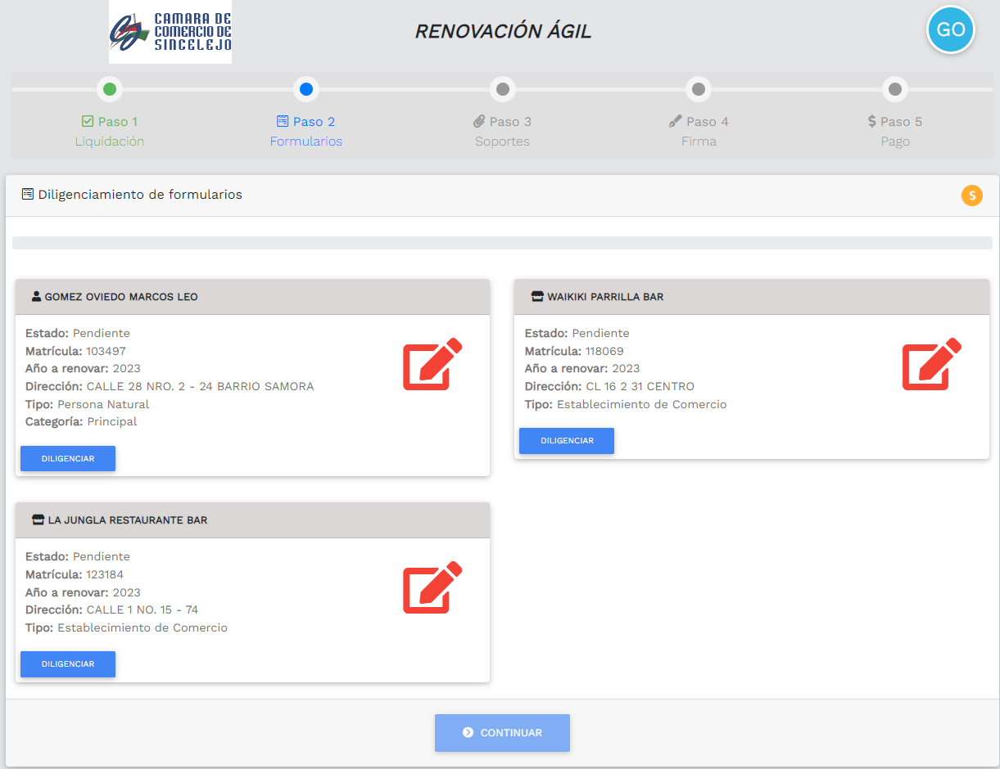 CAMARA DE
COMERCIO DE
SINCELEJO
RENOVACIÓN ÁGIL
GO
Paso 1
Liquidación
Paso 2
Formularios
Paso 3
Soportes
$ Paso 4
Firma
$ Paso 5
Pago
Diligenciamiento de formularios
$
GOMEZ OVIEDO MARCOS LEO
Estado: Pendiente
Matrícula: 103497
Año a renovar: 2023
Dirección: CALLE 28 NRO. 2 - 24 BARRIO SAMORA
Tipo: Persona Natural
Categoría: Principal
DILIGENCIAR
WAIKIKI PARRILLA BAR
Estado: Pendiente
Matrícula: 118069
Año a renovar: 2023
Dirección: CL 16 2 31 CENTRO
Tipo: Establecimiento de Comercio
DILIGENCIAR
LA JUNGLA RESTAURANTE BAR
Estado: Pendiente
Matrícula: 123184
Año a renovar: 2023
Dirección: CALLE 1 NO. 15 - 74
Tipo: Establecimiento de Comercio
DILIGENCIAR
CONTINUAR